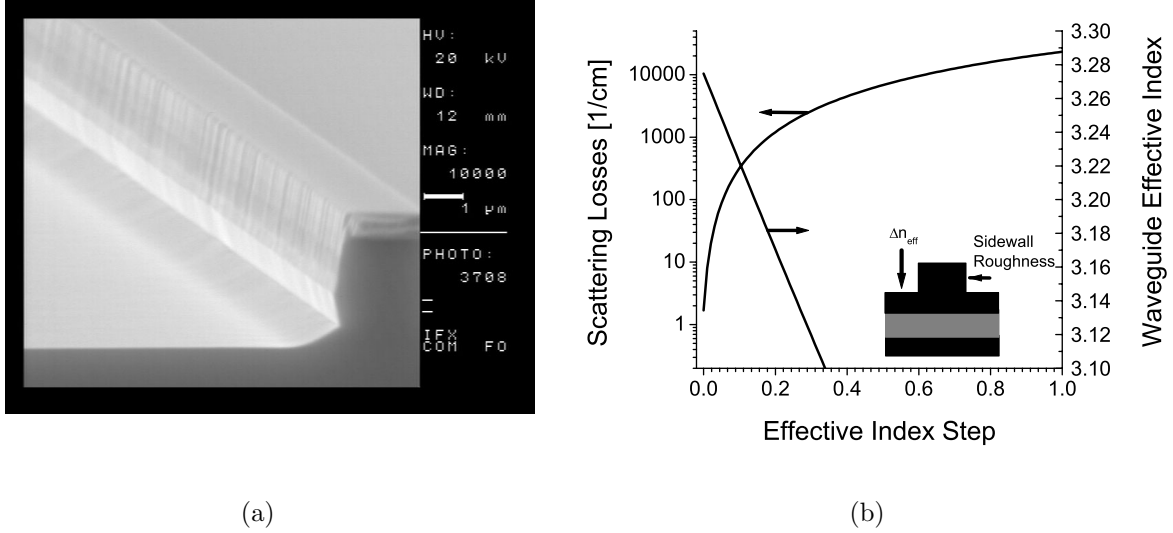 HV:
20 kV
WD:
12 mm
MAG:
10000
1 µm
PHOTO:
3708
IFX
COM FO
(a)
Scattering Losses [1/cm]
10000
1000
100
10
1
0.0 0.2 0.4 0.6 0.8 1.0
Effective Index Step
Δn eff
Sidewall
Roughness
3.30
3.28
3.26
3.24
3.22
3.20
3.18
3.16
3.14
3.12
3.10
Waveguide Effective Index
(b)